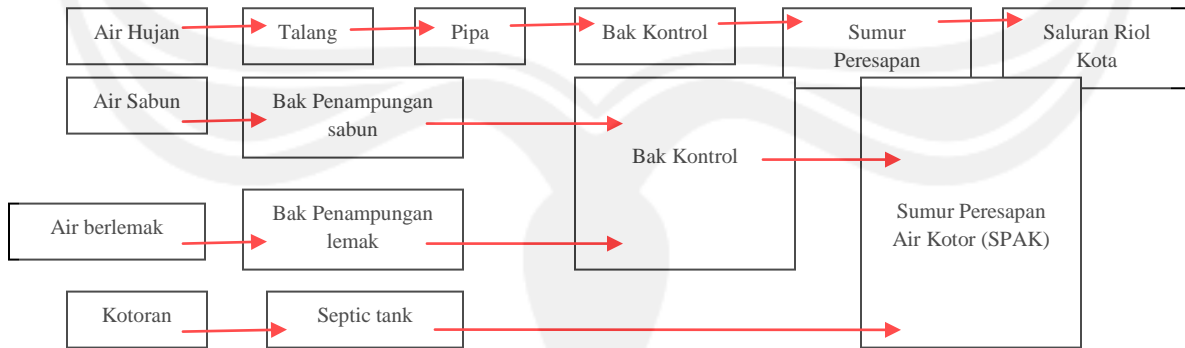 Air Hujan
Talang
Pipa
Bak Kontrol
Sumur
Peresapan
Saluran Riol
Kota
Air Sabun
Bak Penampungan
sabun
Bak Kontrol
Air berlemak
Bak Penampungan
lemak
Sumur Peresapan
Air Kotor (SPAK)
Kotoran
Septic tank